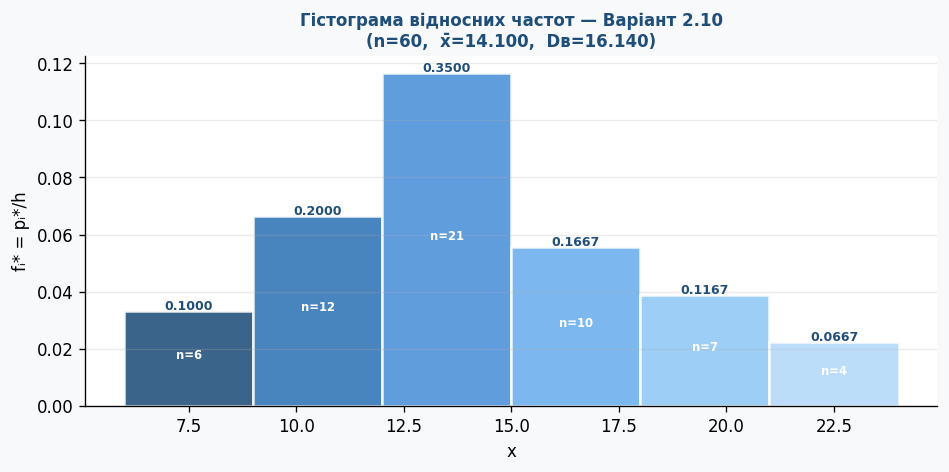 Гістограма відносних частот — Варіант 2.10
(n=60, x̄=14.100, Dв=16.140)
fᵢ* = pᵢ*/h
0.12
0.10
0.08
0.06
0.04
0.02
0.00
0.1000
0.2000
0.3500
0.1667
0.1167
0.0667
n=6
n=12
n=21
n=10
n=7
n=4
7.5 10.0 12.5 15.0 17.5 20.0 22.5
x